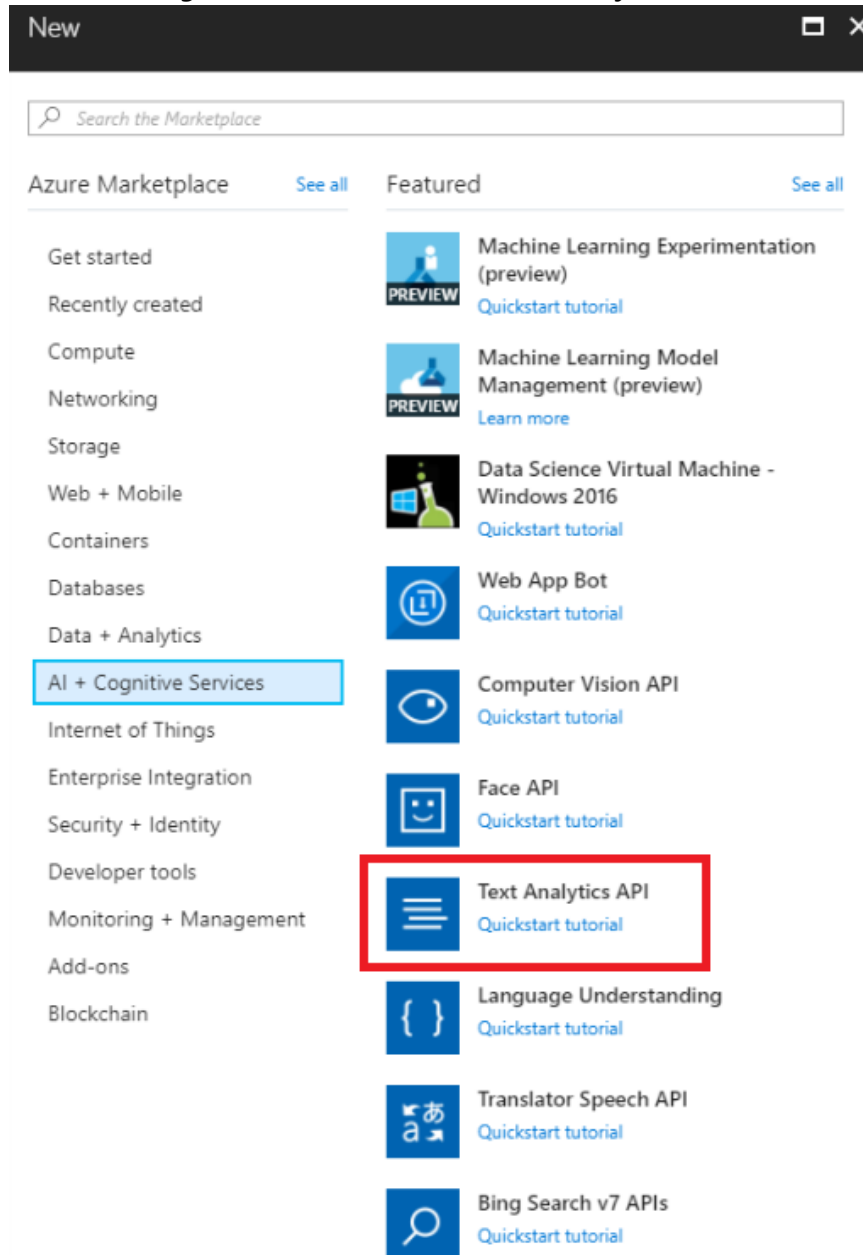 New
Search the Marketplace
Azure Marketplace See all
Get started
Recently created
Compute
Networking
Storage
Web + Mobile
Containers
Databases
Data + Analytics
AI + Cognitive Services
Internet of Things
Enterprise Integration
Security + Identity
Developer tools
Monitoring + Management
Add-ons
Blockchain
Featured See all
Machine Learning Experimentation
(preview)
PREVIEW
Quickstart tutorial
Machine Learning Model
Management (preview)
PREVIEW
Learn more
Data Science Virtual Machine -
Windows 2016
Quickstart tutorial
Web App Bot
Quickstart tutorial
Computer Vision API
Quickstart tutorial
Face API
Quickstart tutorial
Text Analytics API
Quickstart tutorial
{ } Language Understanding
Quickstart tutorial
Translator Speech API
あ
a
Quickstart tutorial
Bing Search v7 APIs
Quickstart tutorial